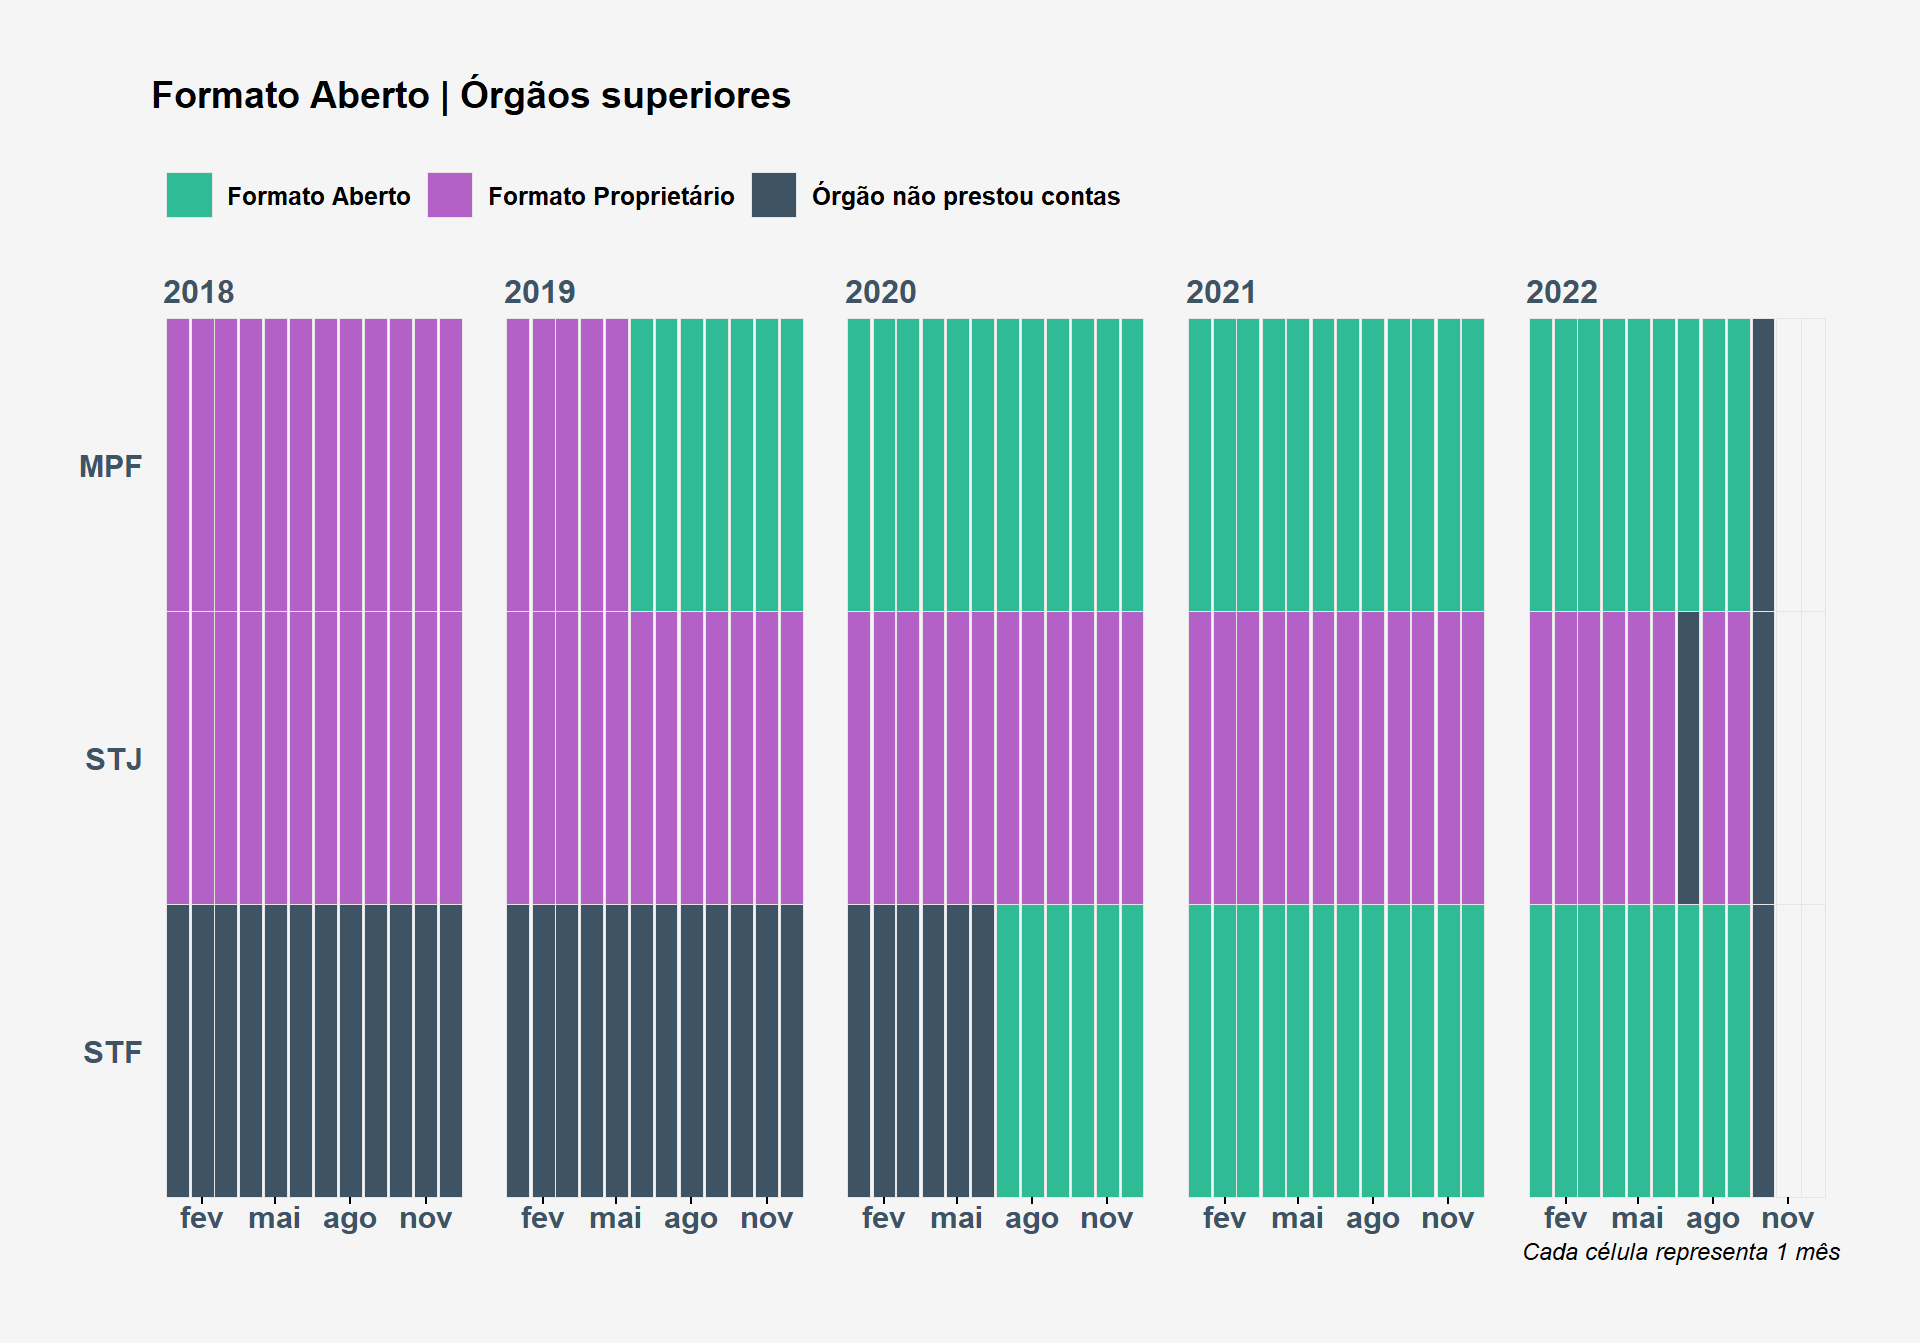 Formato Aberto | Órgãos superiores
Formato Aberto Formato Proprietário Órgão não prestou contas
2018 2019 2020 2021 2022
MPF
STJ
STF
fev mai ago nov fev mai ago nov fev mai ago nov fev mai ago nov fev mai ago nov
Cada célula representa 1 mês